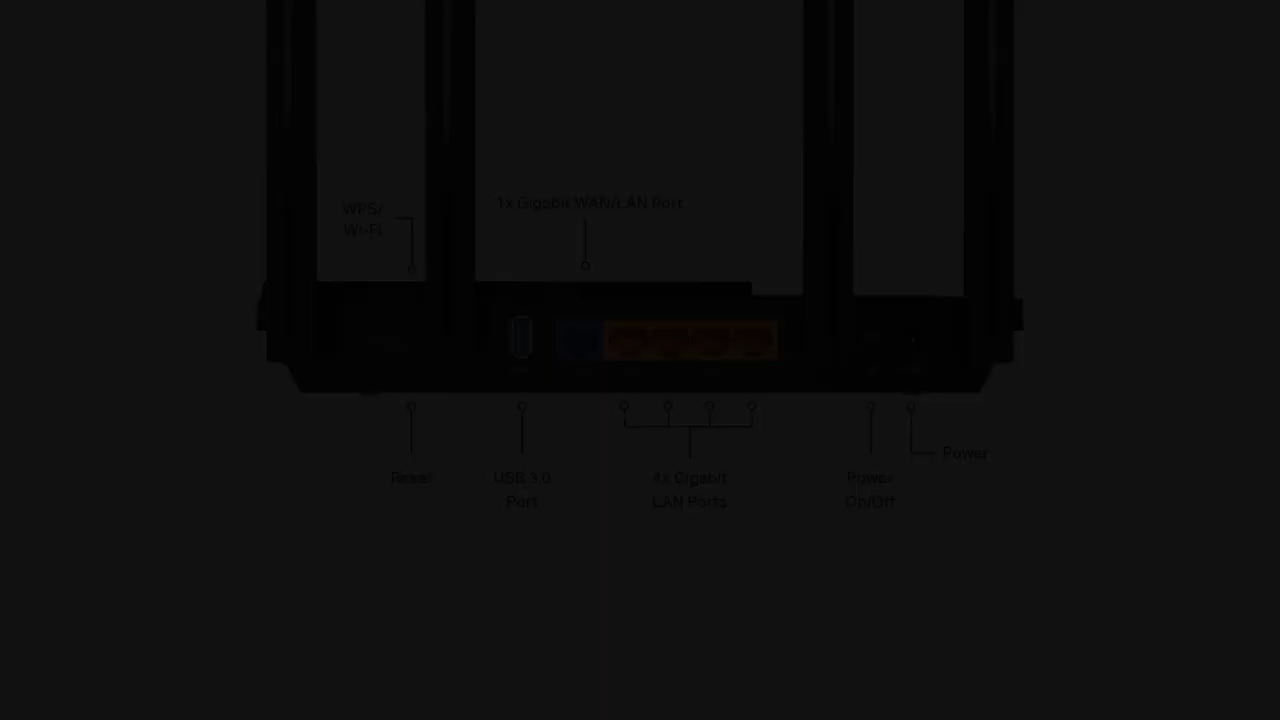 WPS/
Wi-Fi
1x Gigabit WAN/LAN Port
Reset
USB 3.0
Port
4x Gigabit
LAN Ports
Power
On/Off
Power